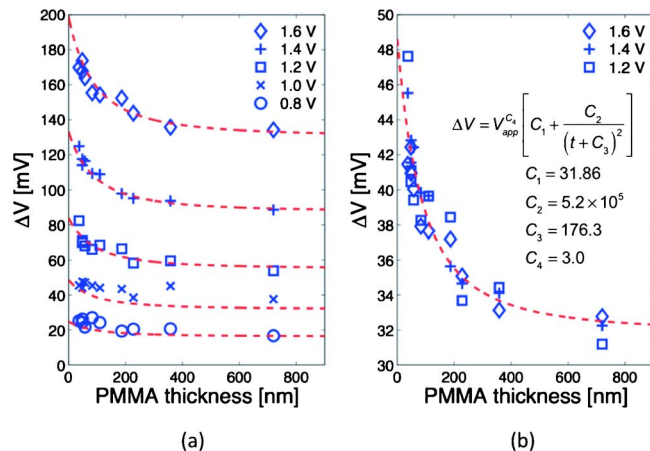 200
180
160
140
120
100
80
60
40
20
0
ΔV [mV]
0 200 400 600 800
PMMA thickness [nm]
1.6 V
1.4 V
1.2 V
1.0 V
0.8 V
(a)
50
48
46
44
42
40
38
36
34
32
30
ΔV [mV]
0 200 400 600 800
PMMA thickness [nm]
1.6 V
1.4 V
1.2 V
ΔV = V_app^C₄ [C₁ + C₂ / (t + C₃)²]
C₁ = 31.86
C₂ = 5.2 × 10⁵
C₃ = 176.3
C₄ = 3.0
(b)